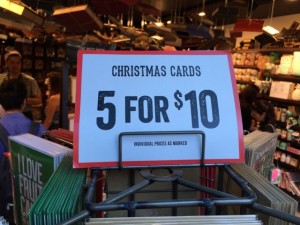 CHRISTMAS CARDS
5 FOR $10
INDIVIDUAL PRICES AS MARKED
I LOVE